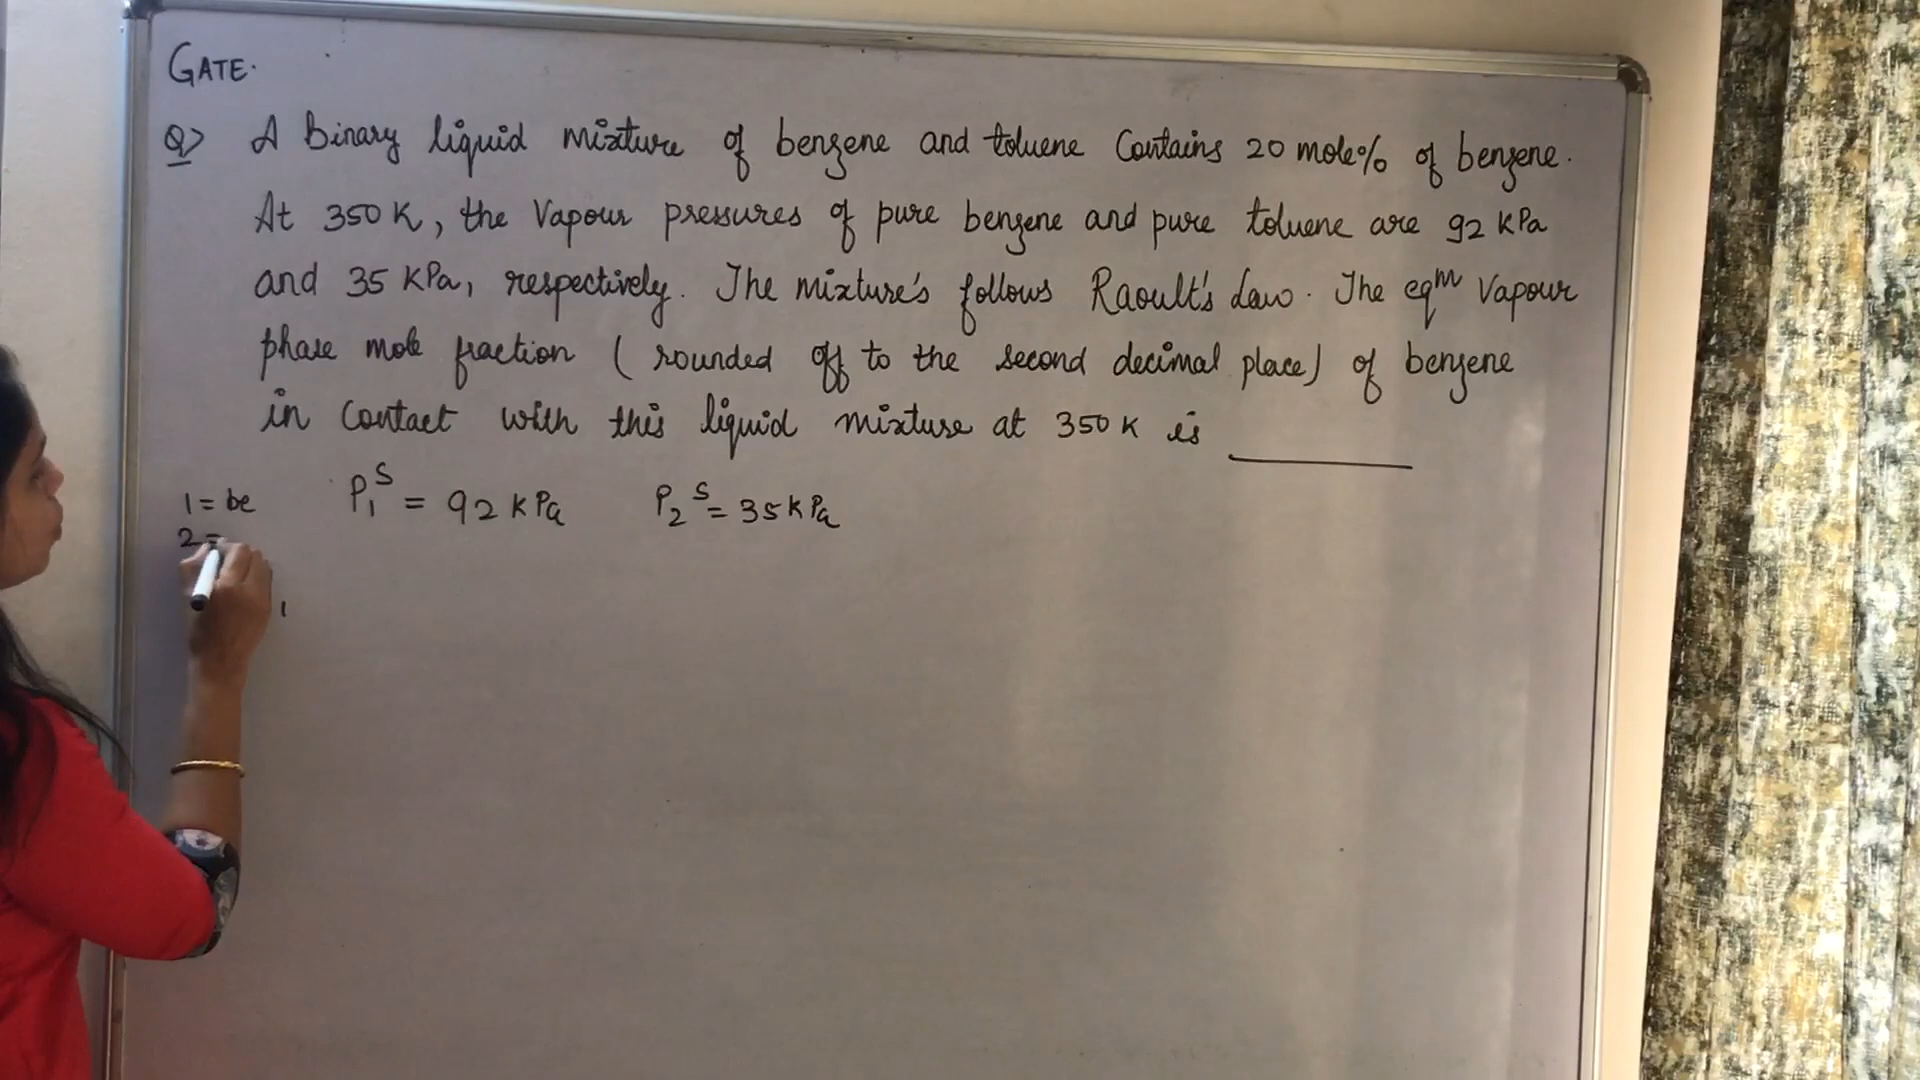 GATE.
Q> A Binary liquid mixture of benzene and toluene Contains 20 mole% of benzene.
At 350 K, the Vapour pressures of pure benzene and pure toluene are 92 kPa
and 35 KPa, respectively. The mixture's follows Raoult's Law. The eqᵐ Vapour
phase mole fraction (rounded off to the second decimal place) of benzene
in Contact with this liquid mixture at 350 K is ______
1 = be P₁ˢ = 92 kPa P₂ˢ = 35 kPa
2 =